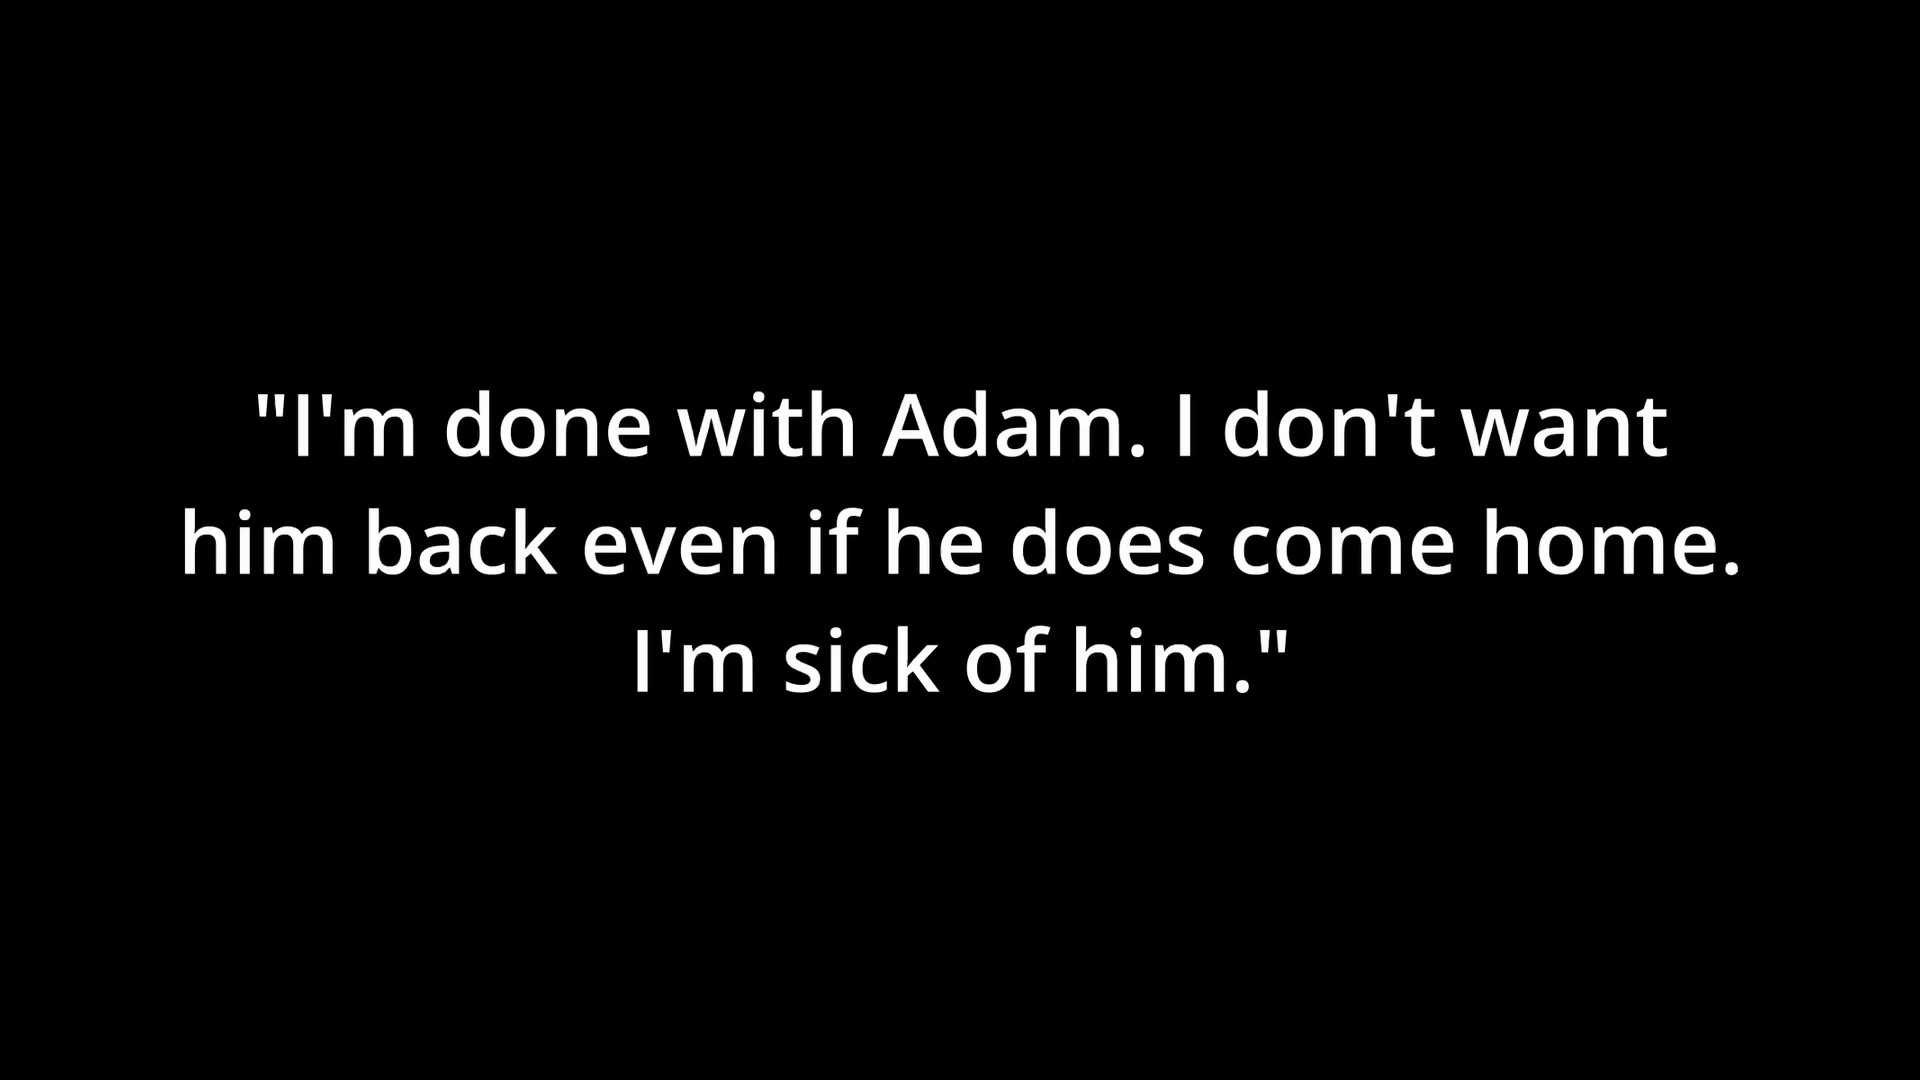 "I'm done with Adam. I don't want
him back even if he does come home.
I'm sick of him."